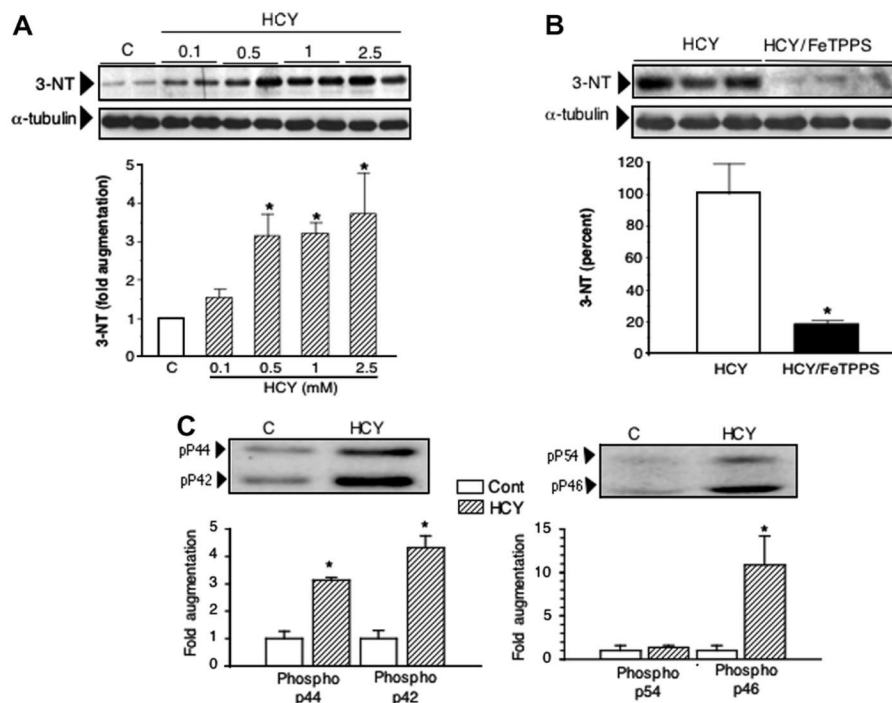 A
HCY
C 0.1 0.5 1 2.5
3-NT
α-tubulin
3-NT (fold augmentation)
5
4
3
2
1
0
* * *
C 0.1 0.5 1 2.5
HCY (mM)
B
HCY HCY/FeTPPS
3-NT
α-tubulin
3-NT (percent)
120
100
80
60
40
20
0
*
HCY HCY/FeTPPS
C
C HCY
pP44
pP42
Cont
HCY
Fold augmentation
5
4
3
2
1
0
* *
Phospho Phospho
p44 p42
C HCY
pP54
pP46
Fold augmentation
15
10
5
0
*
Phospho Phospho
p54 p46